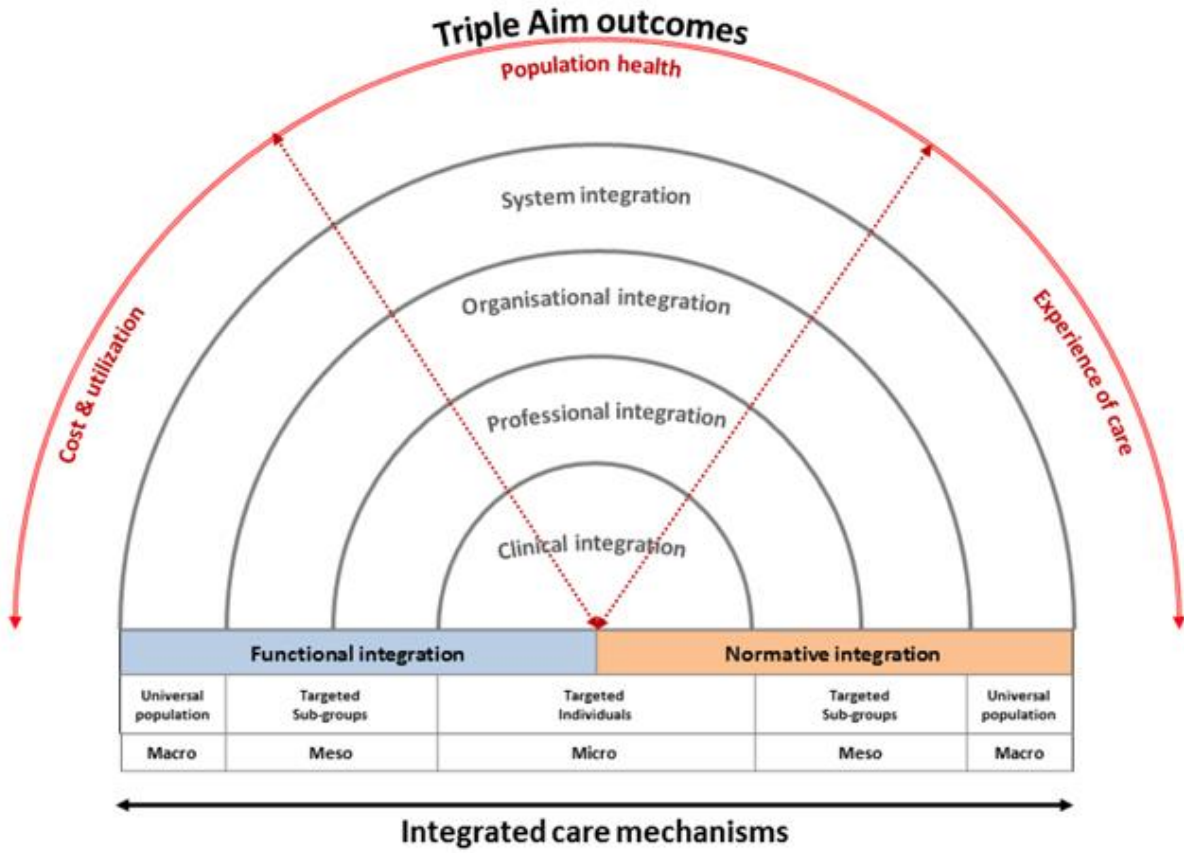 Triple Aim outcomes
Population health
System integration
Organisational integration
Professional integration
Clinical integration
Cost & utilization
Experience of care
Functional integration
Normative integration
Universal
population
Targeted
Sub-groups
Targeted
Individuals
Targeted
Sub-groups
Universal
population
Macro
Meso
Micro
Meso
Macro
Integrated care mechanisms